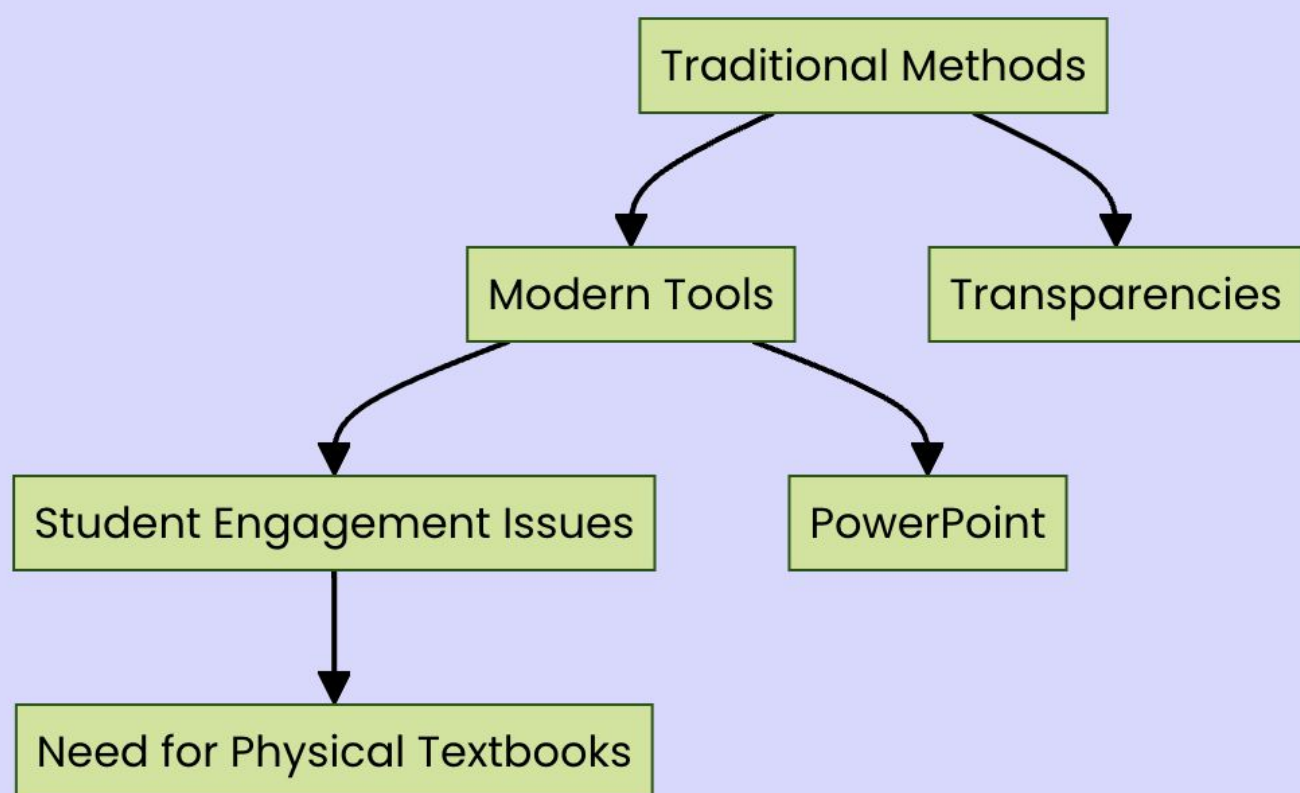 Traditional Methods
Modern Tools
Transparencies
Student Engagement Issues
PowerPoint
Need for Physical Textbooks